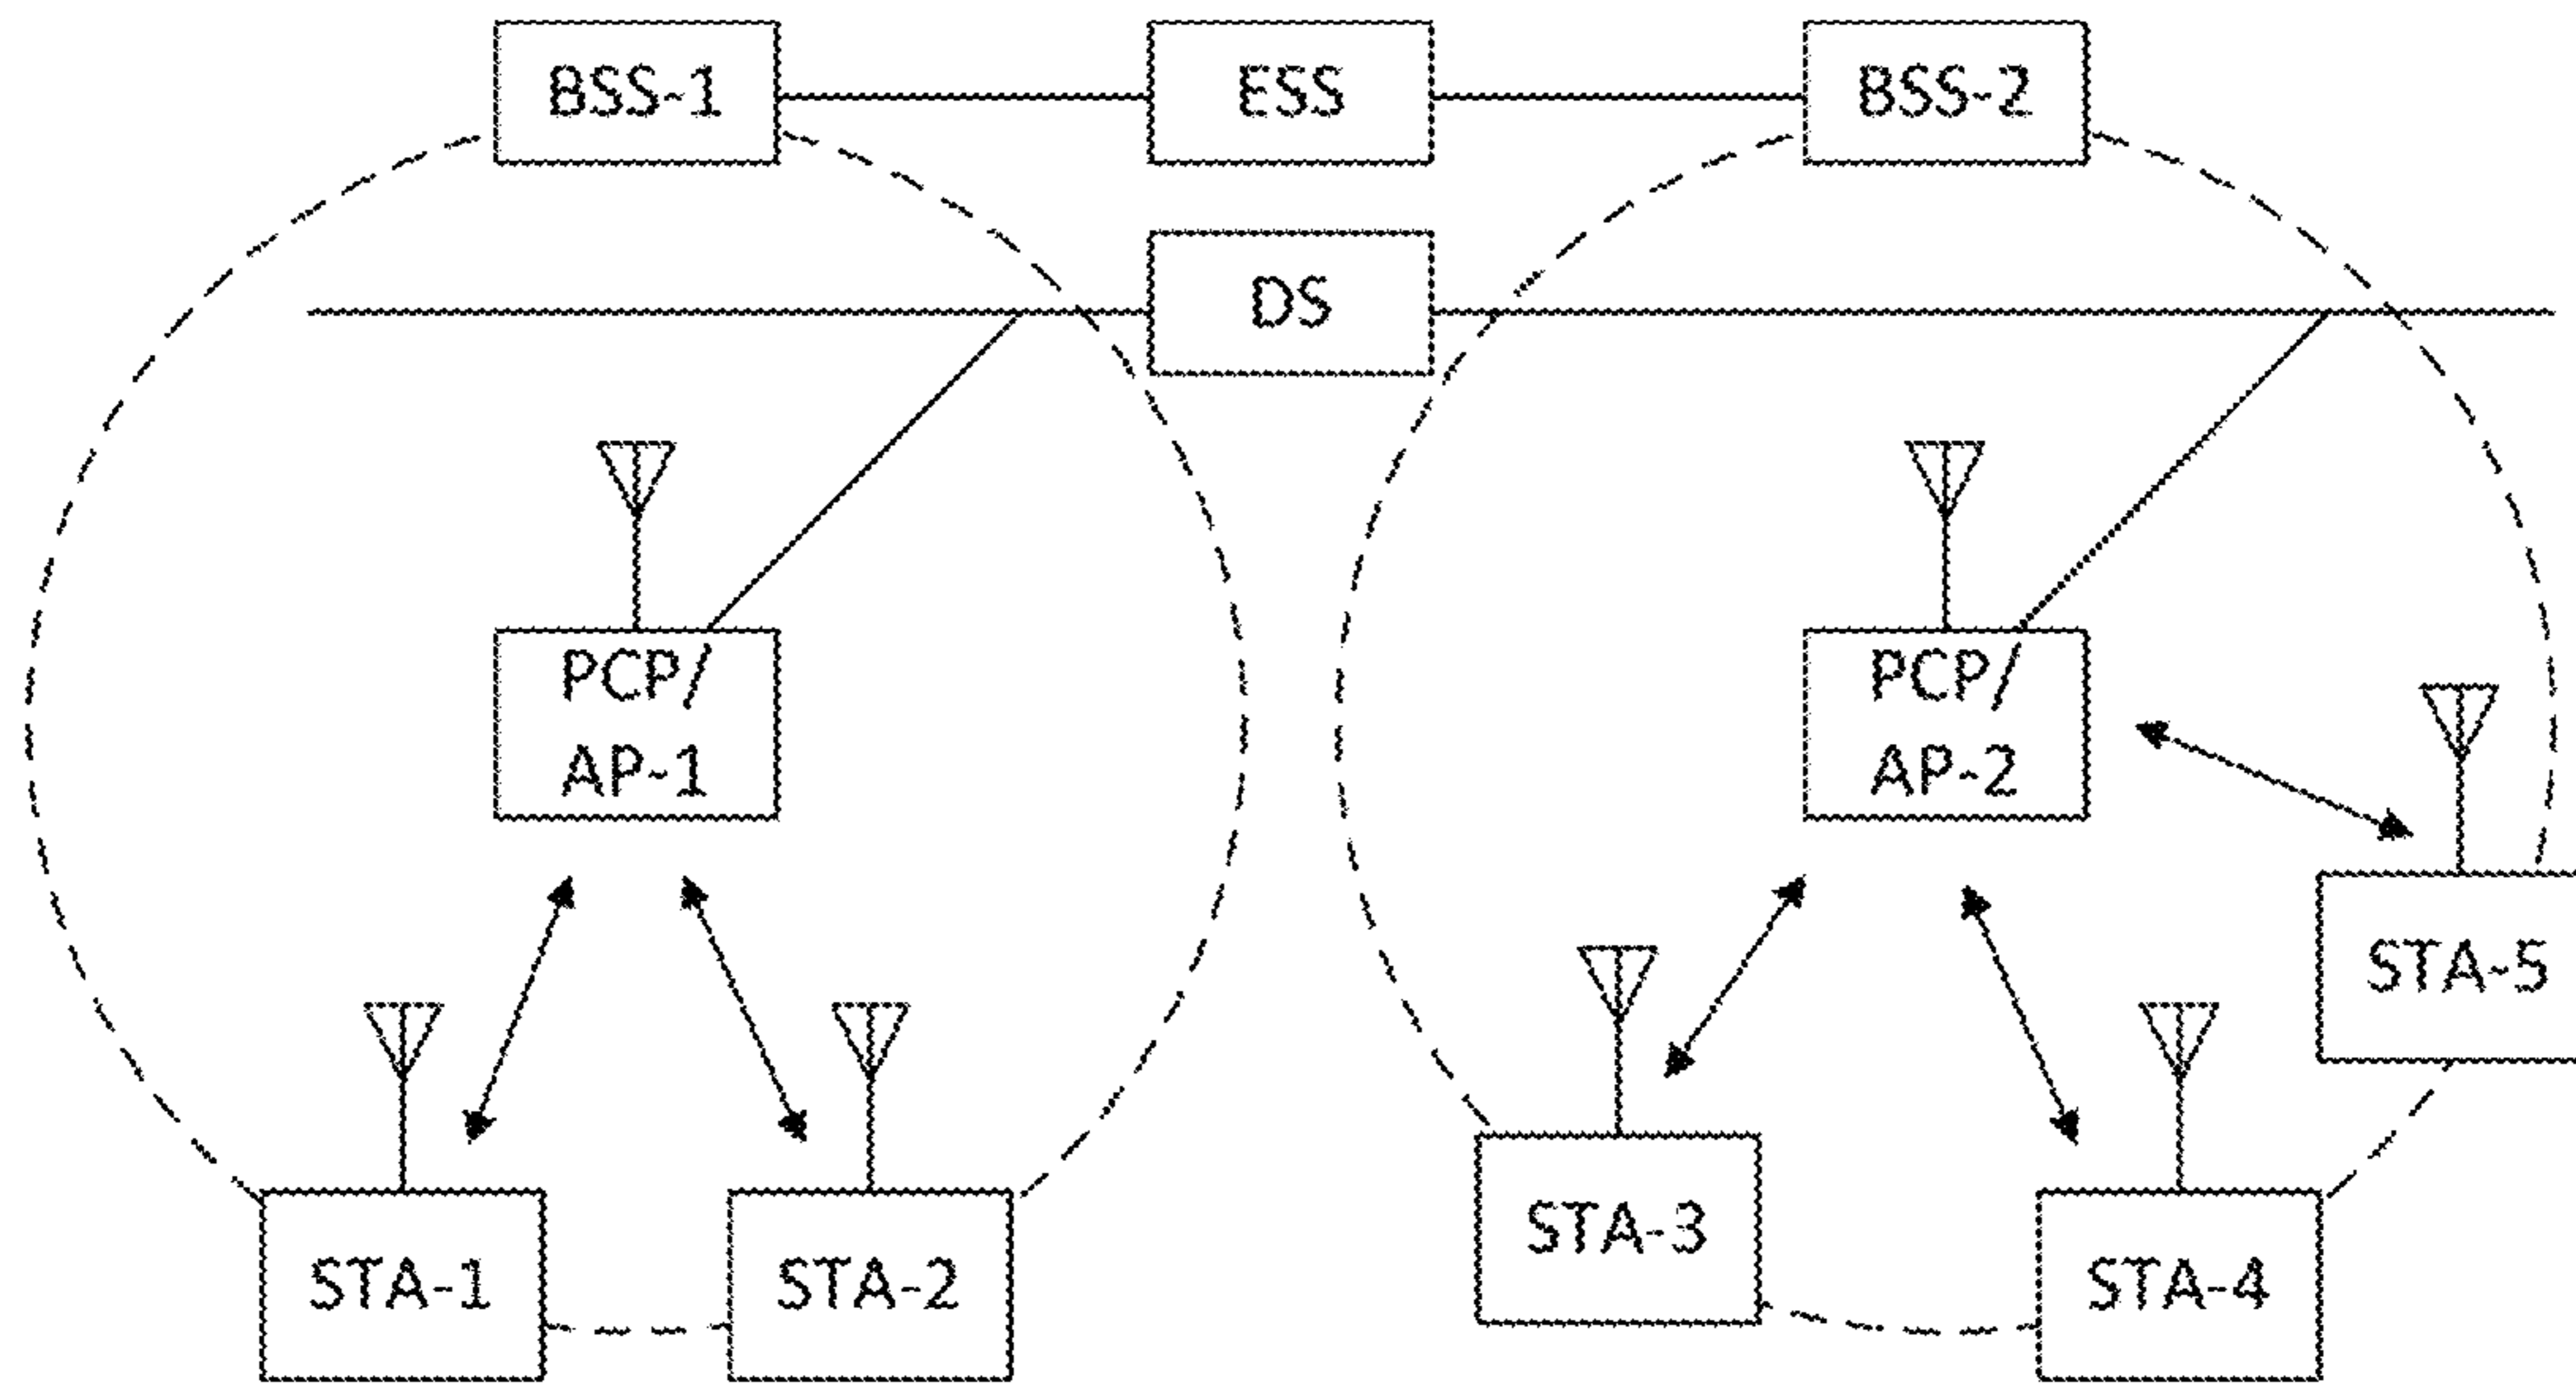 BSS-1
ESS
BSS-2
DS
PCP/
AP-1
PCP/
AP-2
STA-5
STA-3
STA-1
STA-2
STA-4